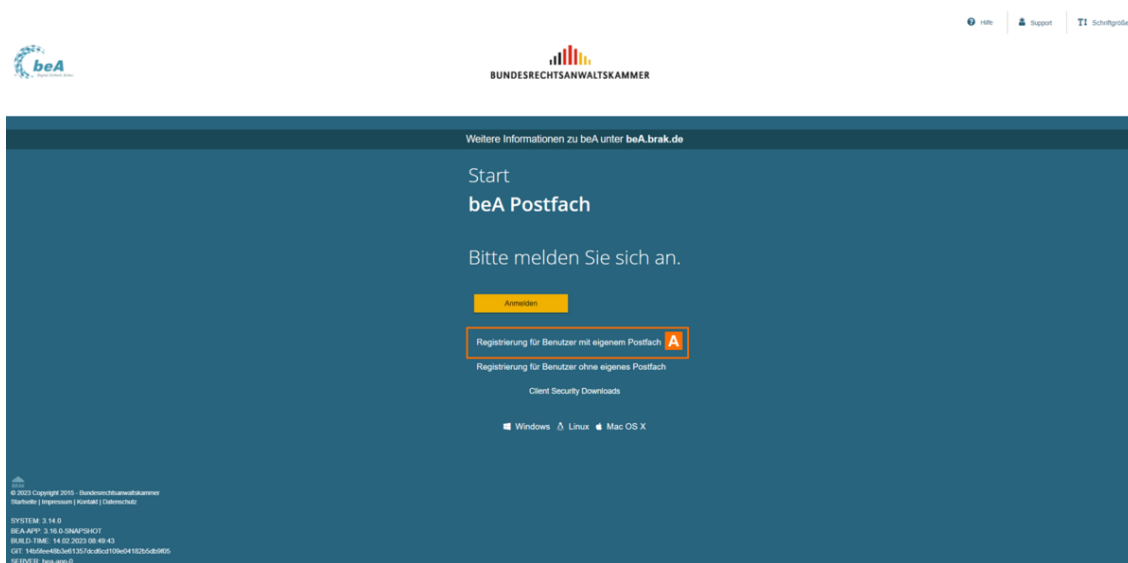 Hilfe
Support
Schriftgröße
beA
BUNDESRECHTSANWALTSKAMMER
Weitere Informationen zu beA unter beA.brak.de
Start
beA Postfach
Bitte melden Sie sich an.
Anmelden
Registrierung für Benutzer mit eigenem Postfach A
Registrierung für Benutzer ohne eigenes Postfach
Client Security Downloads
Windows Linux Mac OS X
BRAK
© 2023 Copyright 2015 - Bundesrechtsanwaltskammer
Startseite | Impressum | Kontakt | Datenschutz
SYSTEM: 3.14.0
BEA-APP: 3.16.0-SNAPSHOT
BUILD-TIME: 14.02.2023 08:49:43
SERVER: bea-app-0